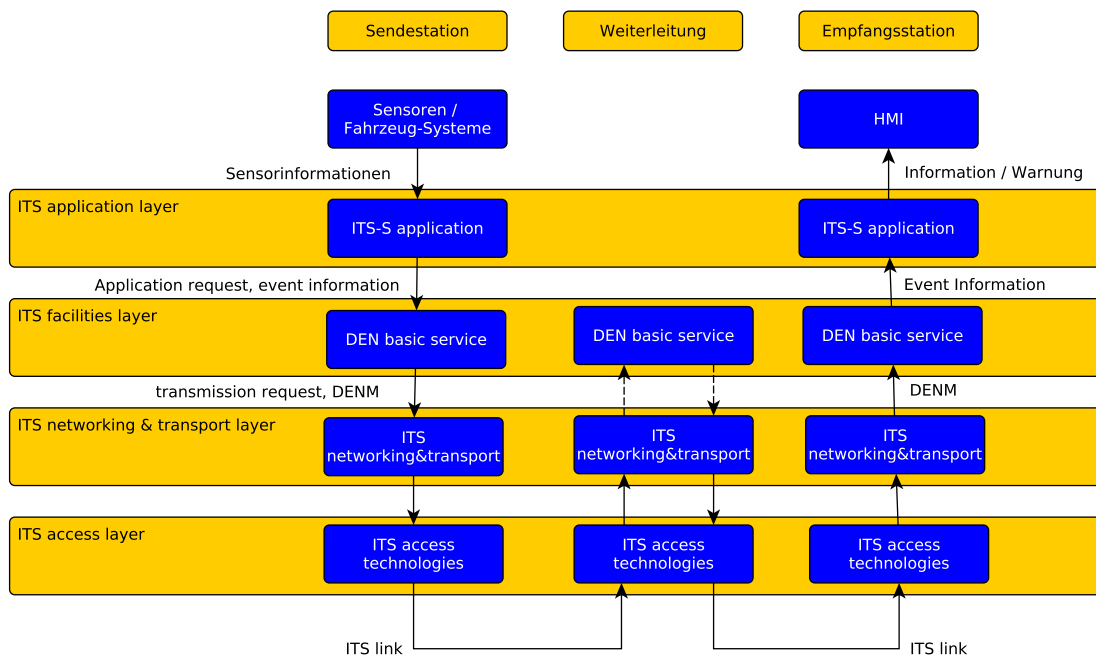 Sendestation
Weiterleitung
Empfangsstation
Sensoren /
Fahrzeug-Systeme
HMI
Sensorinformationen
Information / Warnung
ITS application layer
ITS-S application
ITS-S application
Application request, event information
Event Information
ITS facilities layer
DEN basic service
DEN basic service
DEN basic service
transmission request, DENM
DENM
ITS networking & transport layer
ITS
networking&transport
ITS
networking&transport
ITS
networking&transport
ITS access layer
ITS access
technologies
ITS access
technologies
ITS access
technologies
ITS link
ITS link